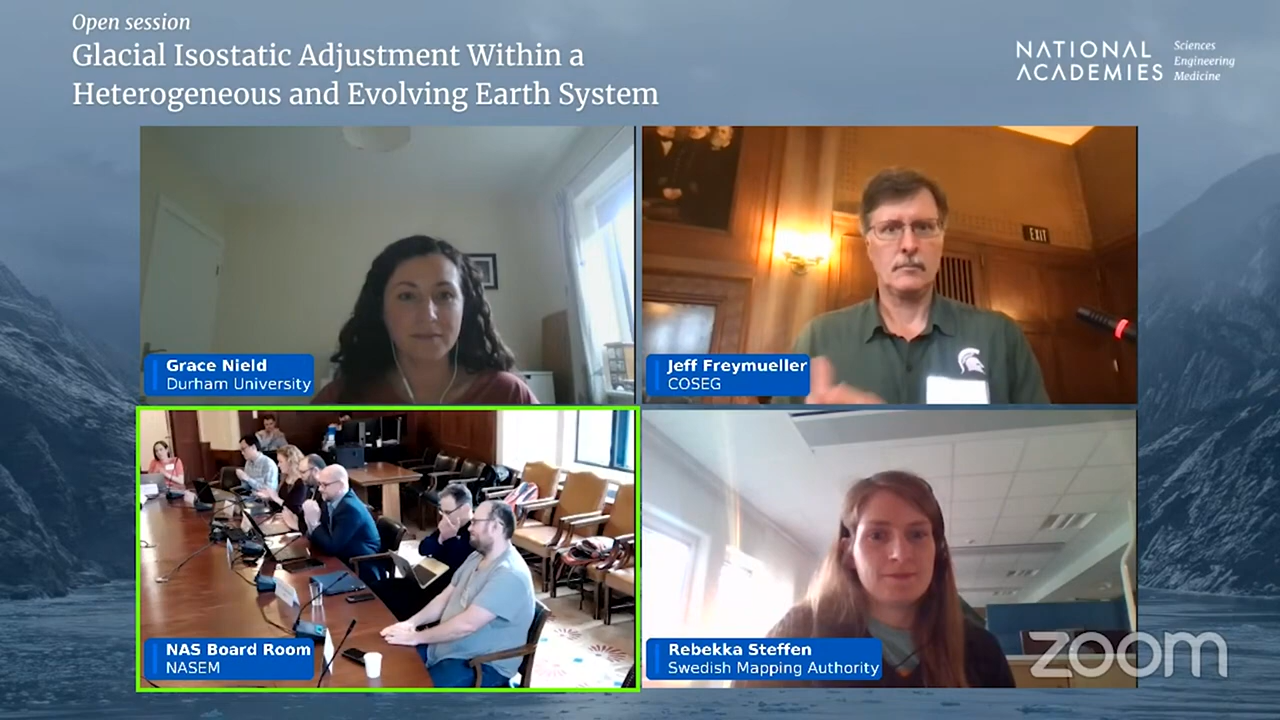 Open session
Glacial Isostatic Adjustment Within a
Heterogeneous and Evolving Earth System
NATIONAL
ACADEMIES
Sciences
Engineering
Medicine
Grace Nield
Durham University
EXIT
Jeff Freymueller
COSEG
NAS Board Room
NASEM
Rebekka Steffen
Swedish Mapping Authority
zoom